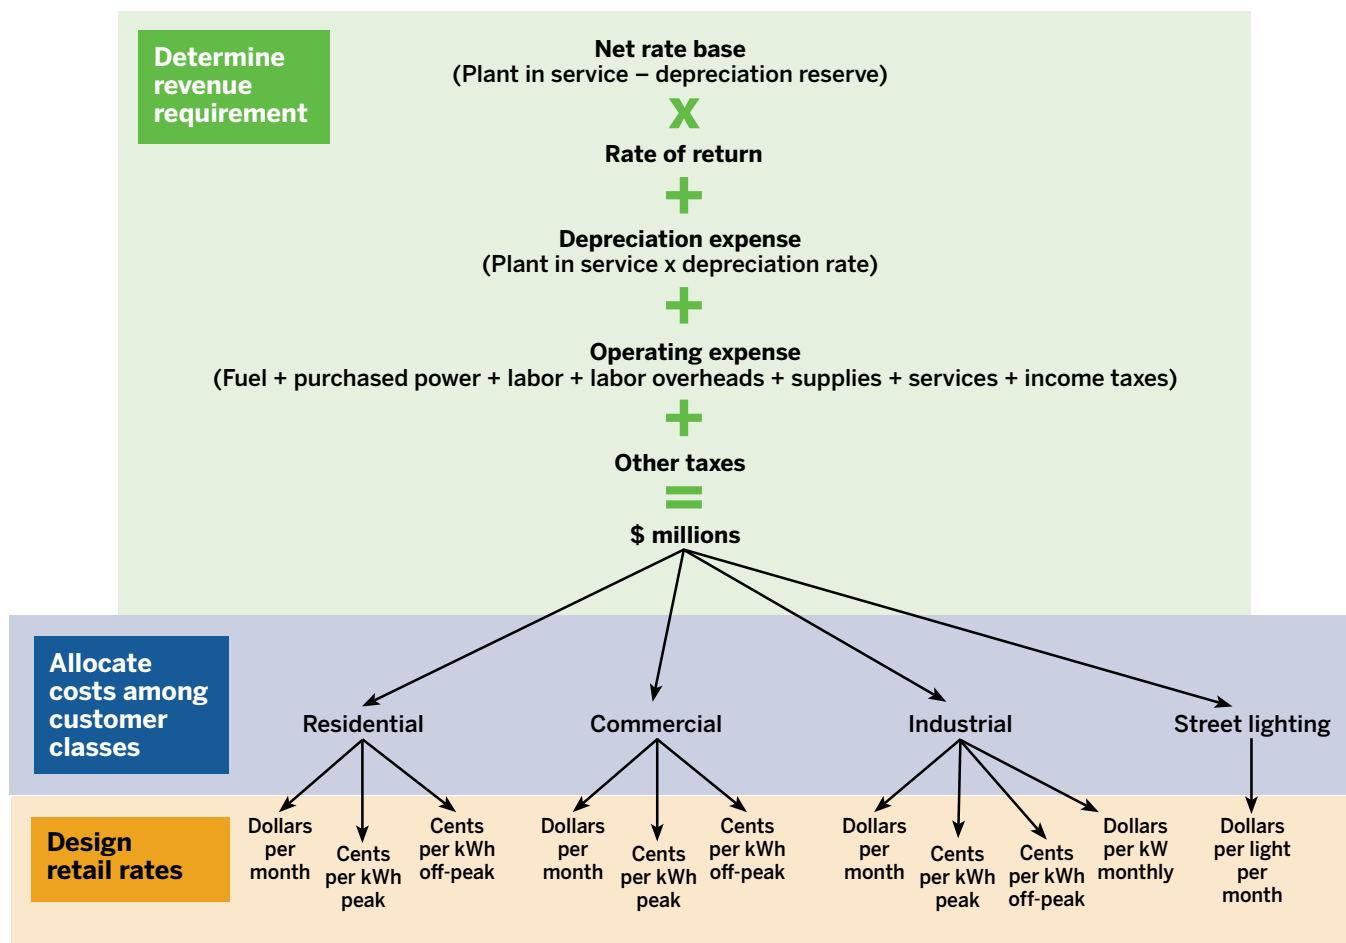 Determine
revenue
requirement
Net rate base
(Plant in service – depreciation reserve)
x
Rate of return
+
Depreciation expense
(Plant in service x depreciation rate)
+
Operating expense
(Fuel + purchased power + labor + labor overheads + supplies + services + income taxes)
+
Other taxes
=
$ millions
Allocate
costs among
customer
classes
Residential
Commercial
Industrial
Street lighting
Design
retail rates
Dollars
per
month
Cents
per kWh
peak
Cents
per kWh
off-peak
Dollars
per
month
Cents
per kWh
peak
Cents
per kWh
off-peak
Dollars
per
month
Cents
per kWh
peak
Cents
per kWh
off-peak
Dollars
per kW
monthly
Dollars
per light
per
month